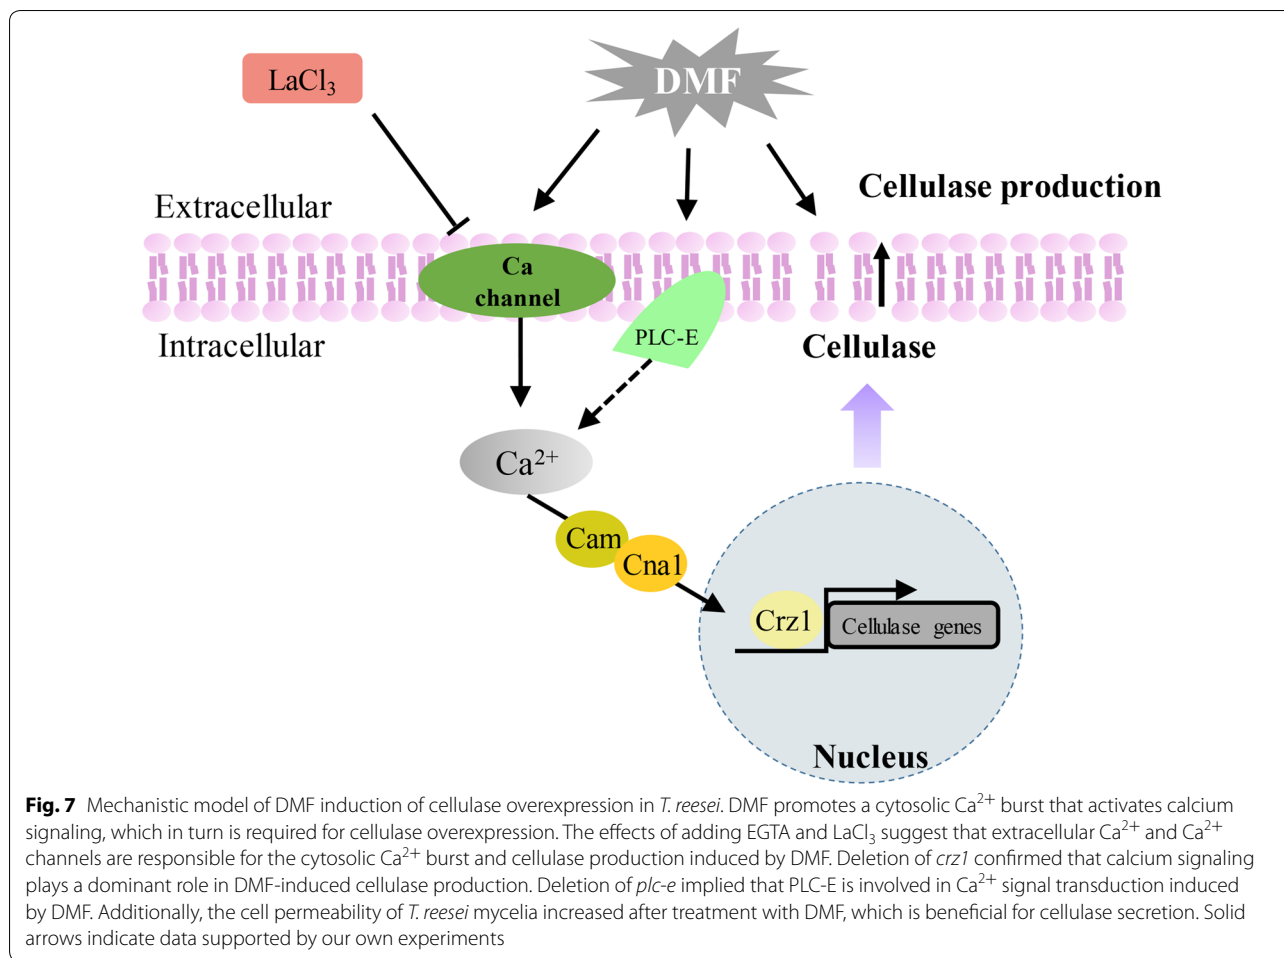 LaCl₃
DMF
Cellulase production
Extracellular
Ca
channel
PLC-E
Intracellular
Cellulase
Ca²⁺
Cam
Cna1
Crz1
Cellulase genes
Nucleus
Fig. 7 Mechanistic model of DMF induction of cellulase overexpression in T. reesei. DMF promotes a cytosolic Ca²⁺ burst that activates calcium
signaling, which in turn is required for cellulase overexpression. The effects of adding EGTA and LaCl₃ suggest that extracellular Ca²⁺ and Ca²⁺
channels are responsible for the cytosolic Ca²⁺ burst and cellulase production induced by DMF. Deletion of crz1 confirmed that calcium signaling
plays a dominant role in DMF-induced cellulase production. Deletion of plc-e implied that PLC-E is involved in Ca²⁺ signal transduction induced
by DMF. Additionally, the cell permeability of T. reesei mycelia increased after treatment with DMF, which is beneficial for cellulase secretion. Solid
arrows indicate data supported by our own experiments